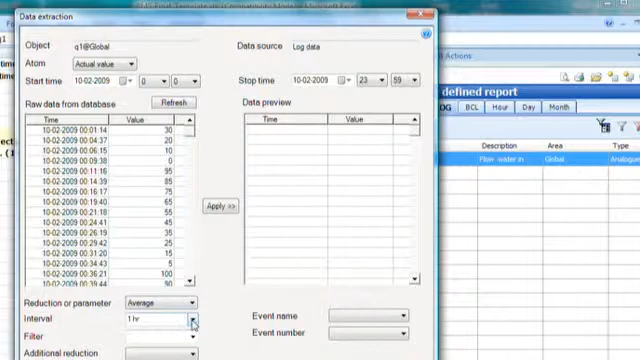 Data extraction
Object q1@Global Data source Log data
Atom Actual value Actions
Start time 10-02-2009 0 0 Stop time 10-02-2009 23 59
defined report
Raw data from database Refresh Data preview
OG BCL Hour Day Month
Time Value Time Value
10-02-2009 00:01:14 30
10-02-2009 00:04:37 20
10-02-2009 00:06:15 10
Description Area Type
10-02-2009 00:09:38 0 Flow water in Global Analogue
10-02-2009 00:11:16 95
10-02-2009 00:14:39 85
10-02-2009 00:16:17 75
10-02-2009 00:19:40 65
10-02-2009 00:21:18 55
Apply >>
10-02-2009 00:24:41 45
10-02-2009 00:26:19 35
10-02-2009 00:29:42 25
10-02-2009 00:31:20 15
10-02-2009 00:34:43 5
10-02-2009 00:36:21 100
10-02-2009 00:39:44 90
Reduction or parameter Average
Interval 1 hr Event name
Filter Event number
Additional reduction